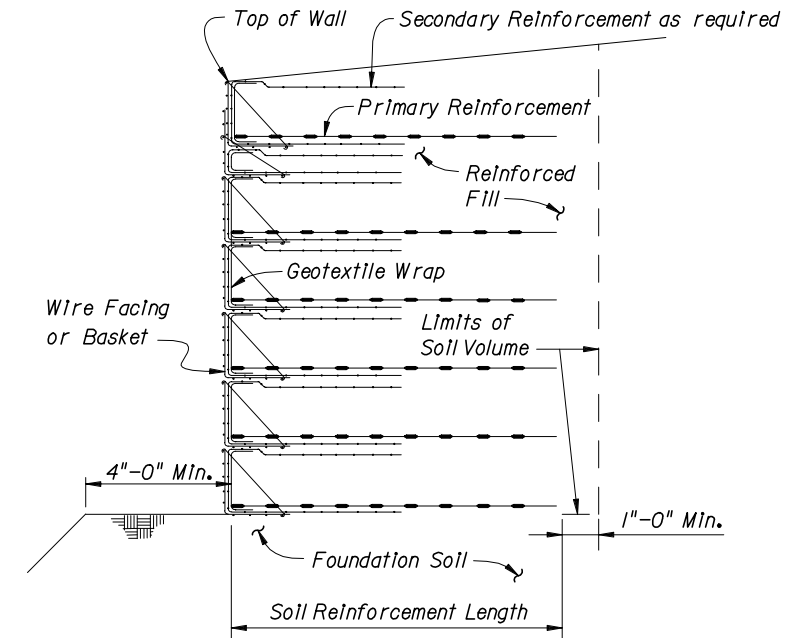 Top of Wall
Secondary Reinforcement as required
Primary Reinforcement
Reinforced
Fill
Geotextile Wrap
Wire Facing
or Basket
Limits of
Soil Volume
4"-0" Min.
1"-0" Min.
Foundation Soil
Soil Reinforcement Length